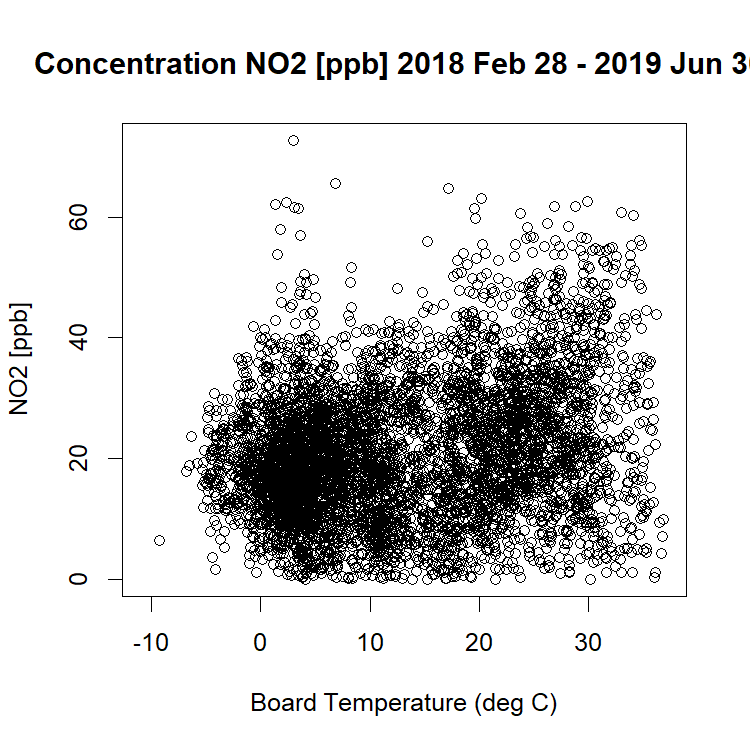 Concentration NO2 [ppb] 2018 Feb 28 - 2019 Jun 30
NO2 [ppb]
60
40
20
0
-10 0 10 20 30
Board Temperature (deg C)